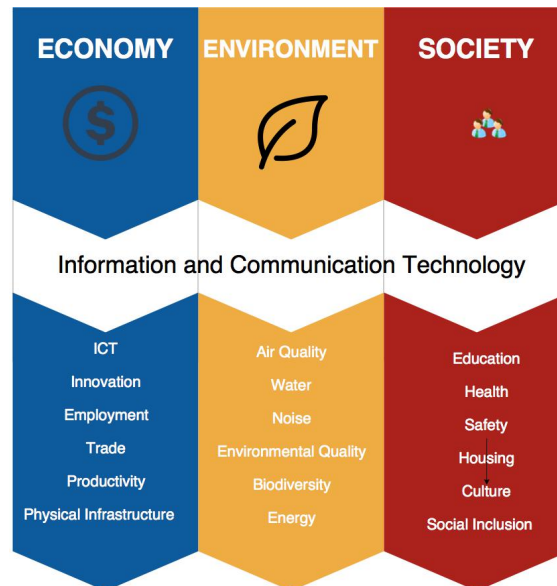 ECONOMY
ENVIRONMENT
SOCIETY
$
Information and Communication Technology
ICT
Innovation
Employment
Trade
Productivity
Physical Infrastructure
Air Quality
Water
Noise
Environmental Quality
Biodiversity
Energy
Education
Health
Safety
Housing
Culture
Social Inclusion